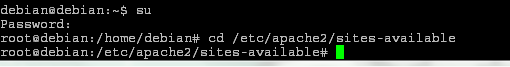 debian@debian:~$ su
Password:
root@debian:/home/debian# cd /etc/apache2/sites-available
root@debian:/etc/apache2/sites-available#